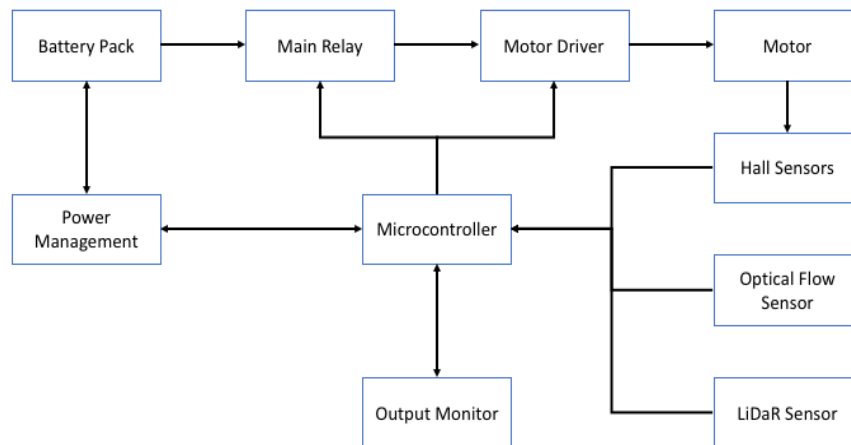 Battery Pack
Main Relay
Motor Driver
Motor
Hall Sensors
Power
Management
Microcontroller
Optical Flow
Sensor
Output Monitor
LiDaR Sensor